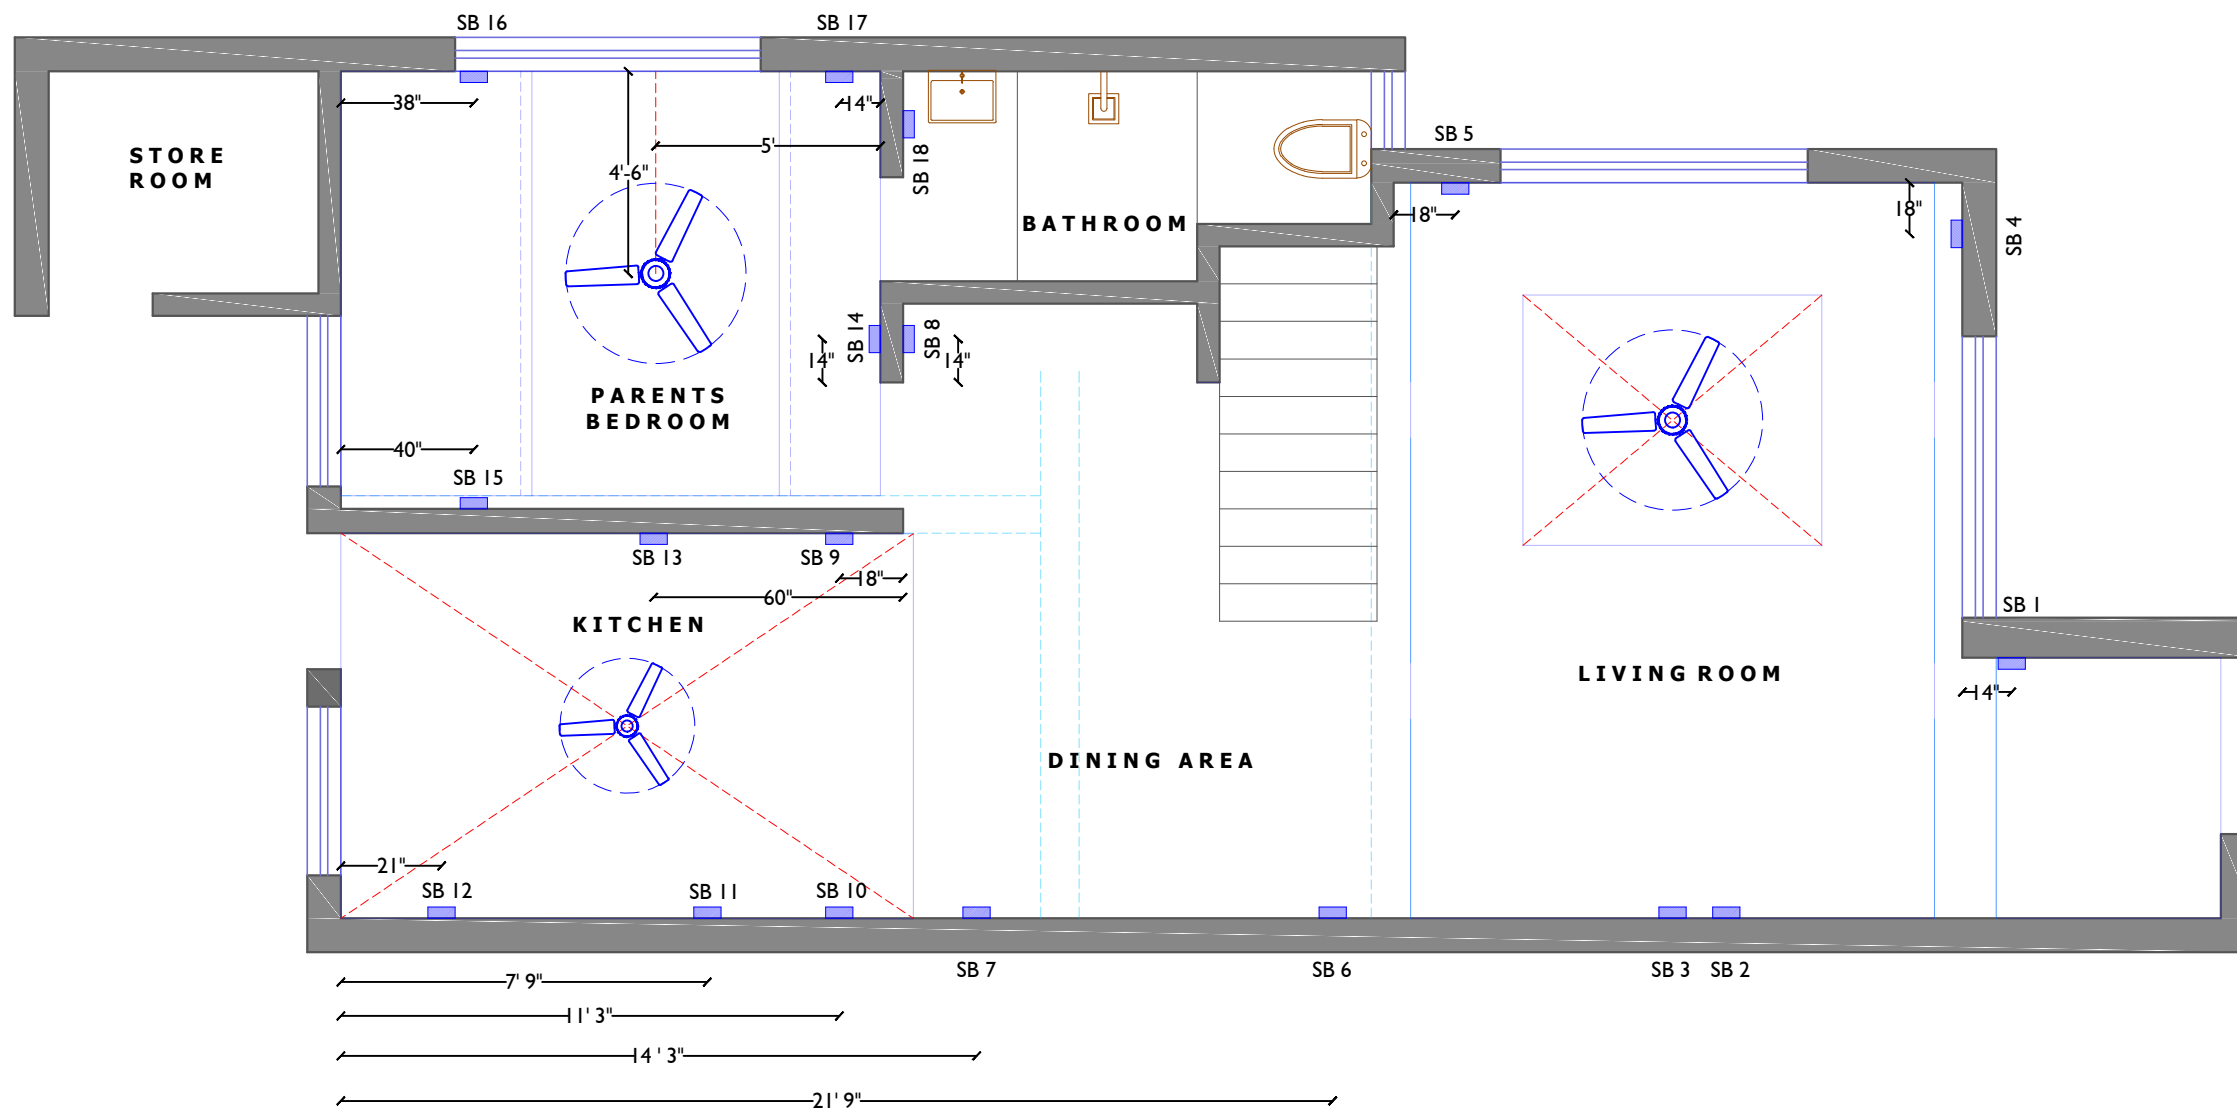 SB 16
SB 17
38"
14"
SB 5
5'
STORE
ROOM
4'-6"
SB 18
18"
18"
BATHROOM
SB 4
SB 14
SB 8
14"
14"
PARENTS
BEDROOM
40"
SB 15
SB 13
SB 9
18"
60"
SB 1
KITCHEN
LIVING ROOM
14"
DINING AREA
21"
SB 12
SB 11
SB 10
SB 7
SB 6
SB 3
SB 2
7' 9"
11' 3"
14 ' 3"
21' 9"